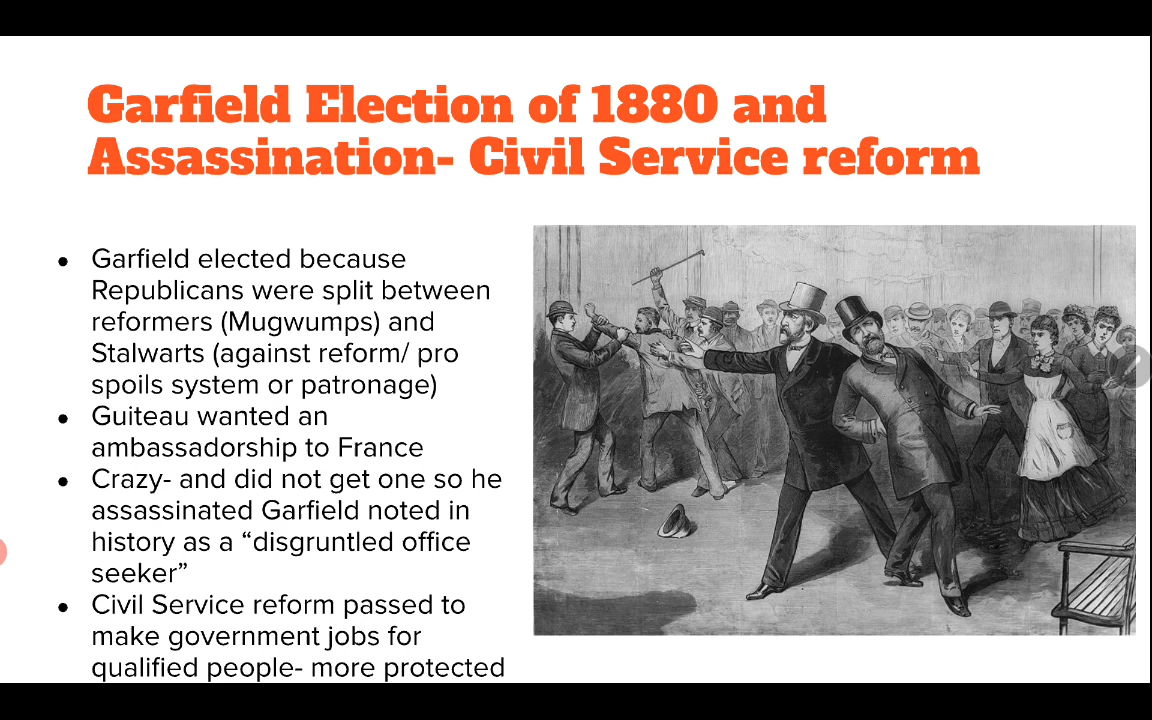 Garfield Election of 1880 and
Assassination- Civil Service reform
● Garfield elected because
Republicans were split between
reformers (Mugwumps) and
Stalwarts (against reform/ pro
spoils system or patronage)
● Guiteau wanted an
ambassadorship to France
● Crazy- and did not get one so he
assassinated Garfield noted in
history as a “disgruntled office
seeker”
● Civil Service reform passed to
make government jobs for
qualified people- more protected